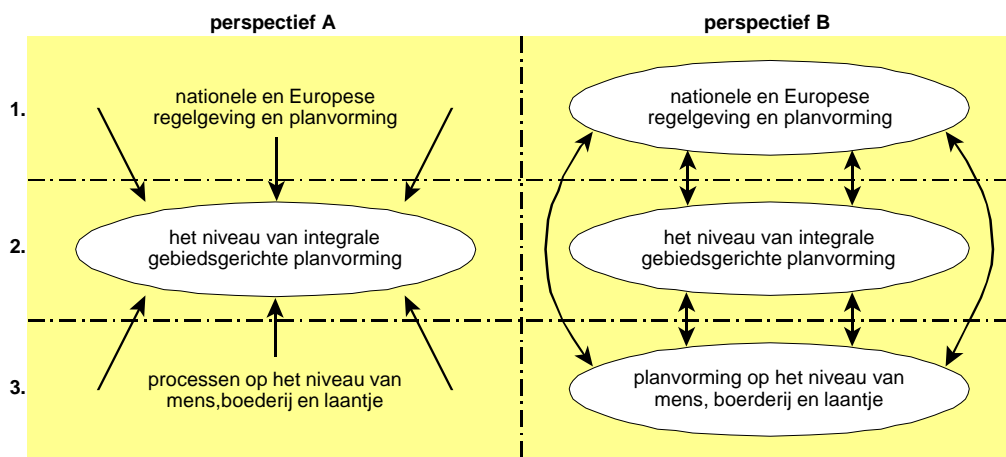 perspectief A
perspectief B
1.
nationele en Europese
regelgeving en planvorming
nationele en Europese
regelgeving en planvorming
2.
het niveau van integrale
gebiedsgerichte planvorming
het niveau van integrale
gebiedsgerichte planvorming
3.
processen op het niveau van
mens,boederij en laantje
planvorming op het niveau van
mens, boerderij en laantje